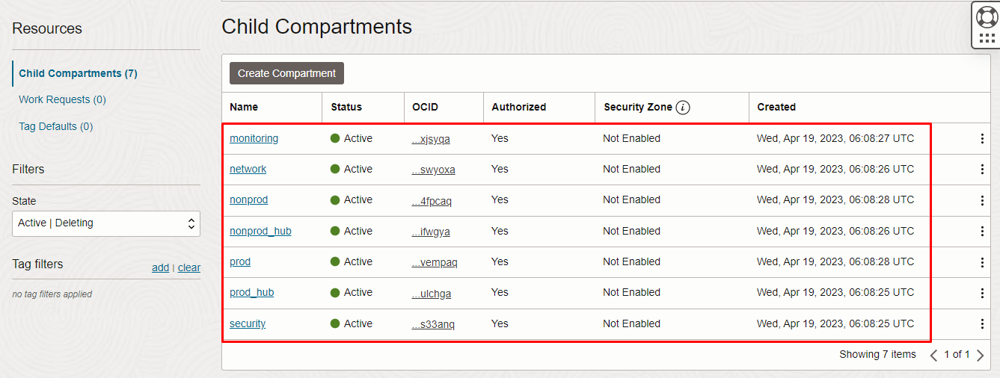 Resources
Child Compartments (7)
Work Requests (0)
Tag Defaults (0)
Filters
State
Active | Deleting
Tag filters add | clear
no tag filters applied
Child Compartments
Create Compartment
Name Status OCID Authorized Security Zone i Created
monitoring Active ...xjsyqa Yes Not Enabled Wed, Apr 19, 2023, 06:08:27 UTC
network Active ...swyoxa Yes Not Enabled Wed, Apr 19, 2023, 06:08:26 UTC
nonprod Active ...4fpcaq Yes Not Enabled Wed, Apr 19, 2023, 06:08:28 UTC
nonprod_hub Active ...ifwgya Yes Not Enabled Wed, Apr 19, 2023, 06:08:26 UTC
prod Active ...vempaq Yes Not Enabled Wed, Apr 19, 2023, 06:08:28 UTC
prod_hub Active ...ulchga Yes Not Enabled Wed, Apr 19, 2023, 06:08:25 UTC
security Active ...s33anq Yes Not Enabled Wed, Apr 19, 2023, 06:08:25 UTC
Showing 7 items 1 of 1